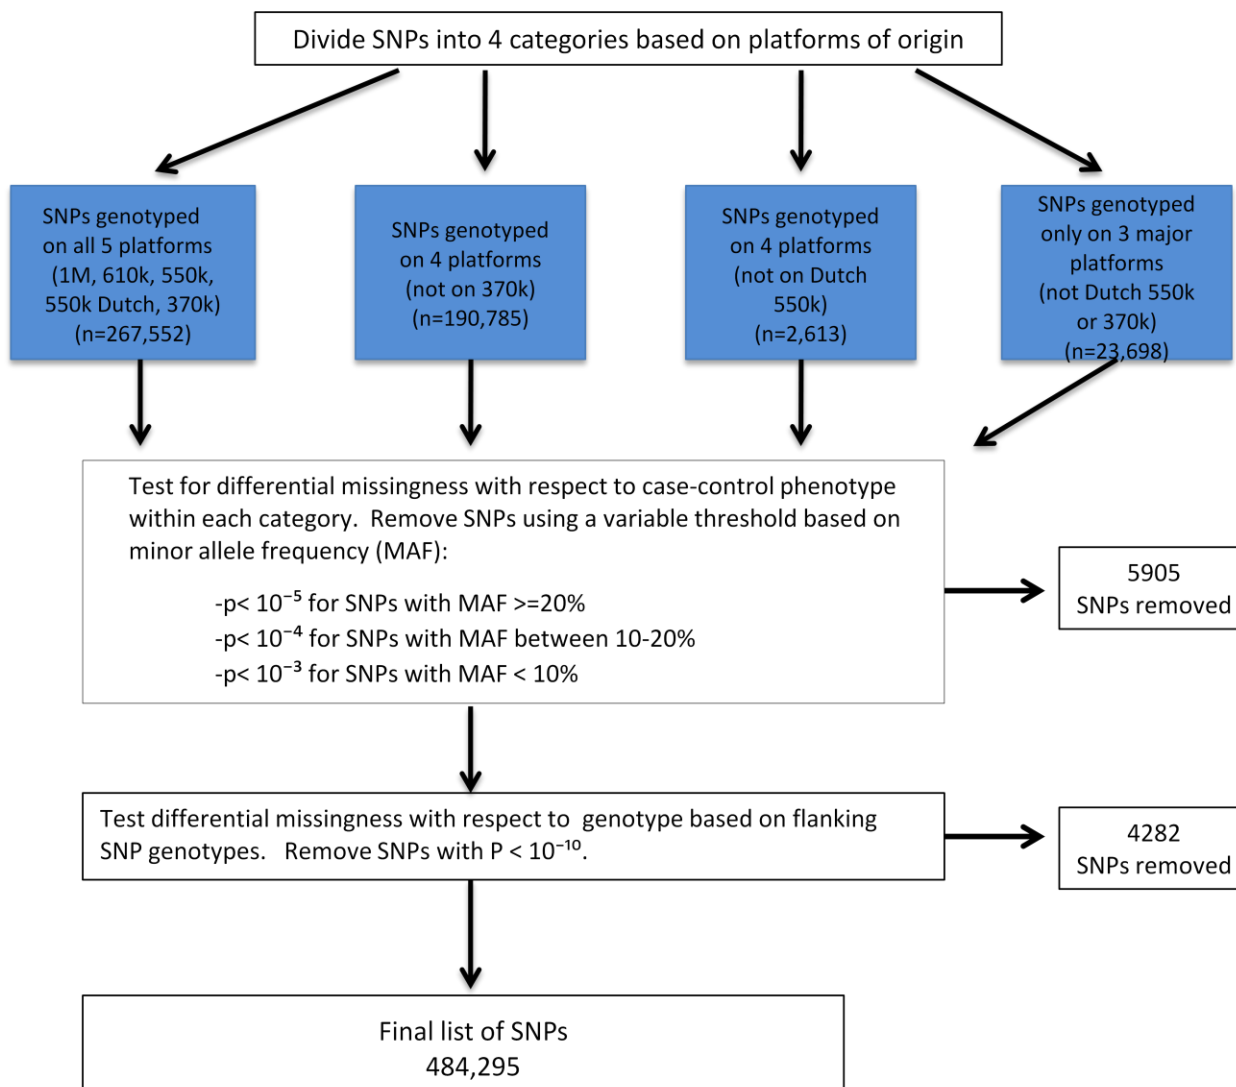 Divide SNPs into 4 categories based on platforms of origin
SNPs genotyped
on all 5 platforms
(1M, 610k, 550k,
550k Dutch, 370k)
(n=267,552)
SNPs genotyped
on 4 platforms
(not on 370k)
(n=190,785)
SNPs genotyped
on 4 platforms
(not on Dutch
550k)
(n=2,613)
SNPs genotyped
only on 3 major
platforms
(not Dutch 550k
or 370k)
(n=23,698)
Test for differential missingness with respect to case-control phenotype
within each category. Remove SNPs using a variable threshold based on
minor allele frequency (MAF):
-p< 10⁻⁵ for SNPs with MAF >=20%
-p< 10⁻⁴ for SNPs with MAF between 10-20%
-p< 10⁻³ for SNPs with MAF < 10%
5905
SNPs removed
Test differential missingness with respect to genotype based on flanking
SNP genotypes. Remove SNPs with P < 10⁻¹⁰.
4282
SNPs removed
Final list of SNPs
484,295